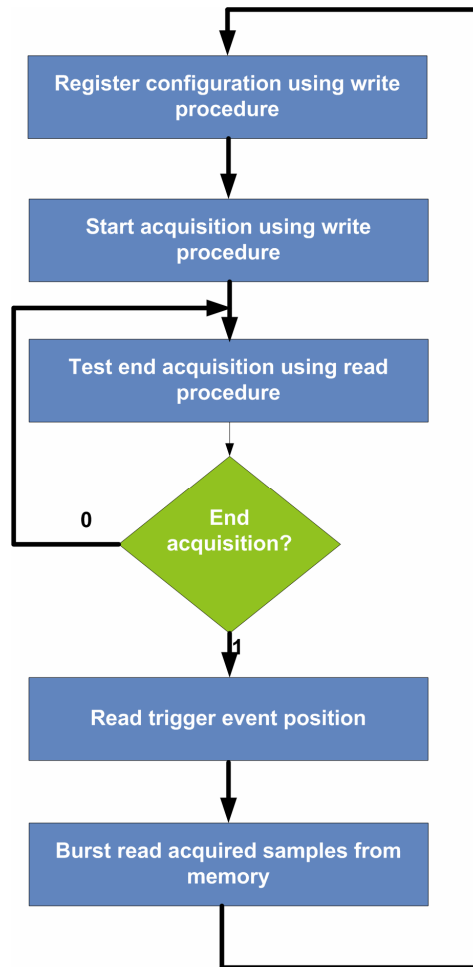 Register configuration using write
procedure
Start acquisition using write
procedure
Test end acquisition using read
procedure
End
acquisition?
0
1
Read trigger event position
Burst read acquired samples from
memory